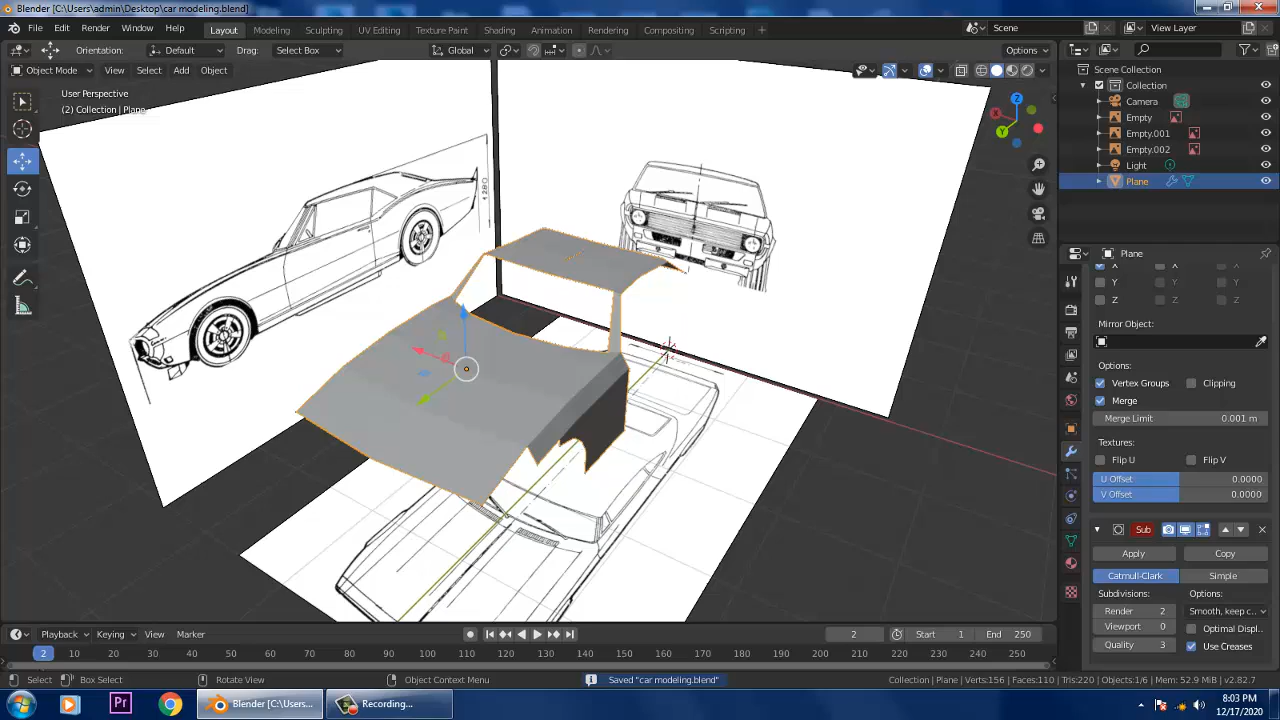 Blender [C:\Users\admin\Desktop\car modeling.blend]
File Edit Render Window Help Layout Modeling Sculpting UV Editing Texture Paint Shading Animation Rendering Compositing Scripting + Scene View Layer
Orientation: Default Drag: Select Box Global Options
Object Mode View Select Add Object
User Perspective
(2) Collection | Plane
Z
X
Y
1280
Scene Collection
Collection
Camera
Empty
Empty.001
Empty.002
Light
Plane
Plane
X
Y
Z
Mirror Object:
Options:
Vertex Groups Clipping
Merge
Merge Limit 0.001 m
Textures:
Flip U Flip V
U Offset 0.0000
V Offset 0.0000
Sub
Apply Copy
Catmull-Clark Simple
Subdivisions: Options:
Render 2 Smooth, keep c..
Viewport 0 Optimal Displ..
Quality 3 Use Creases
Playback Keying View Marker 2 Start 1 End 250
2 10 20 30 40 50 60 70 80 90 100 110 120 130 140 150 160 170 180 190 200 210 220 230 240 250
Select Box Select Rotate View Object Context Menu Saved "car modeling.blend" Collection | Plane | Verts:156 | Faces:110 | Tris:220 | Objects:1/6 | Mem: 52.9 MiB | v2.82.7
Pr Blender [C:\Users... Recording...
8:03 PM
12/17/2020